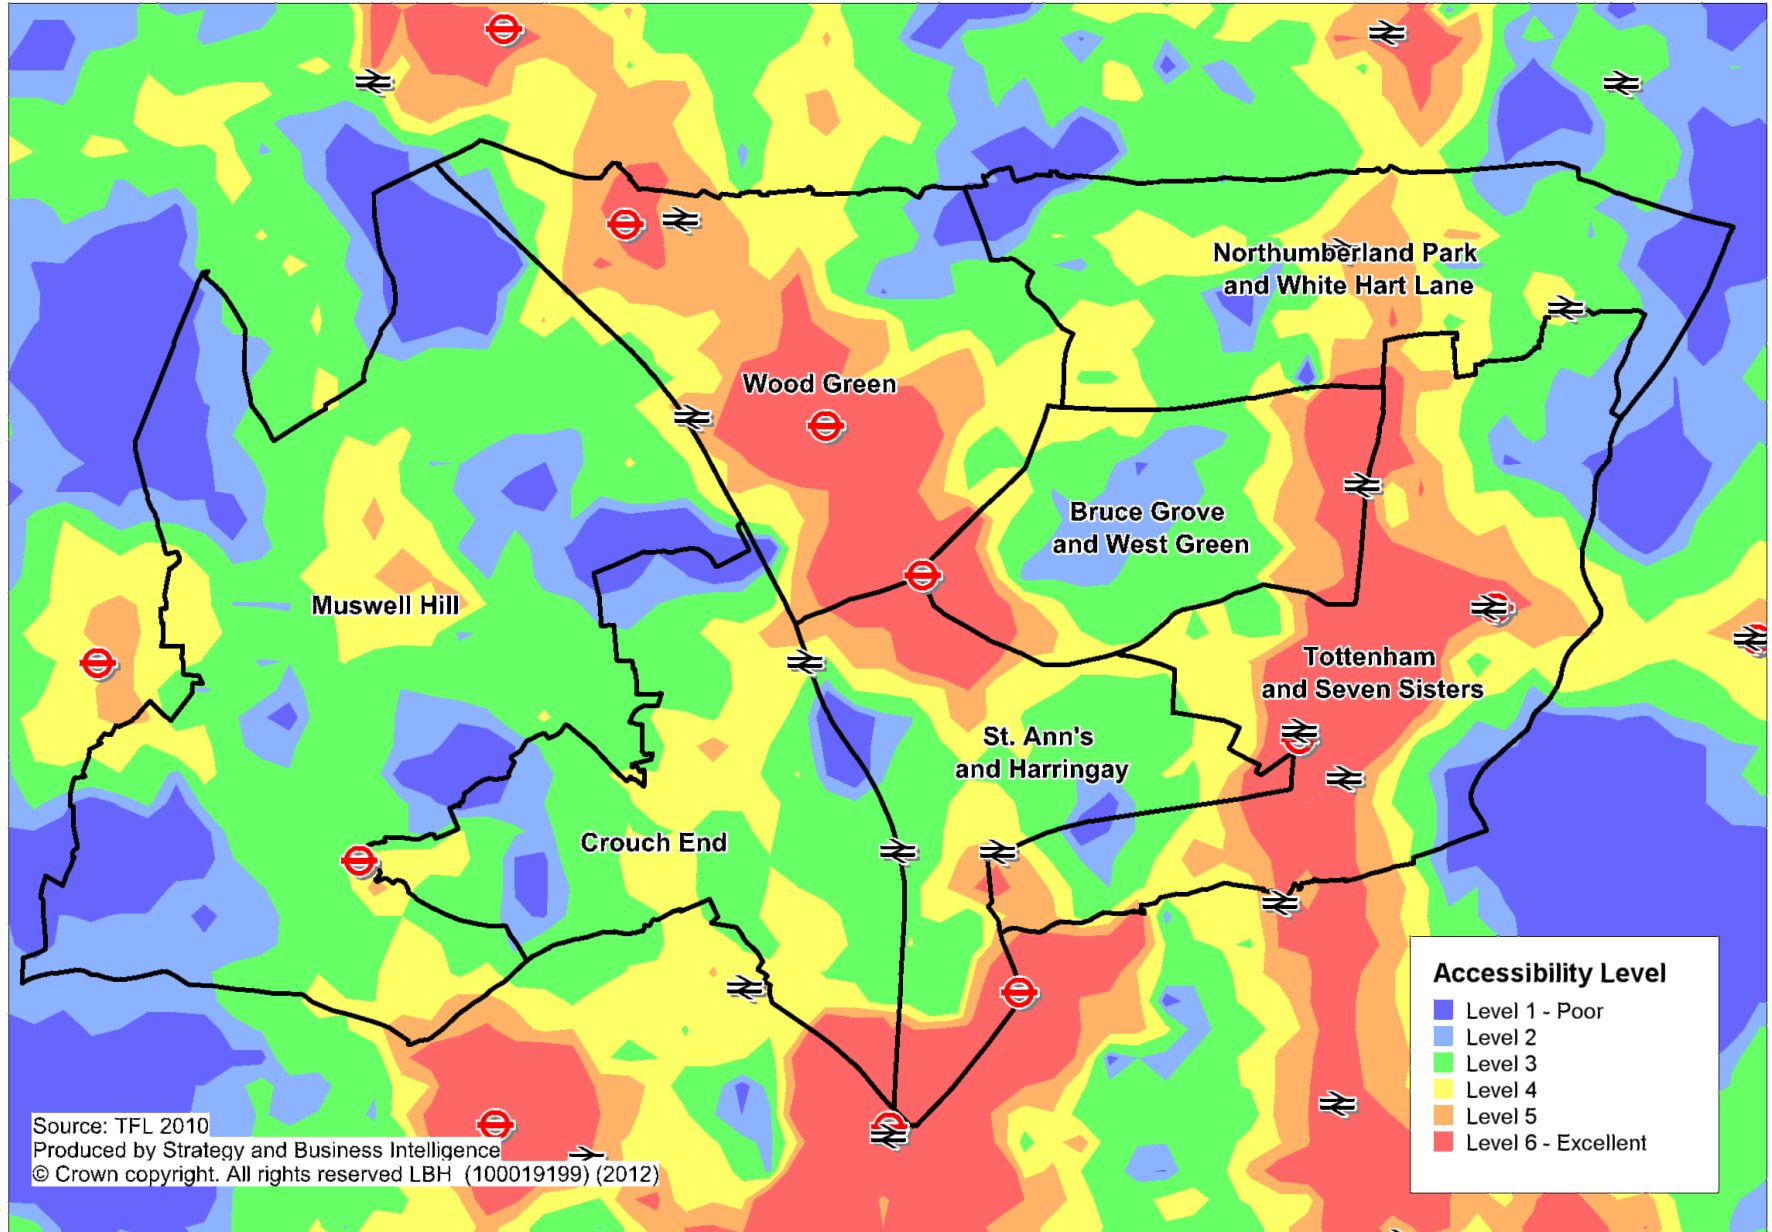 Northumberland Park
and White Hart Lane
Wood Green
Bruce Grove
and West Green
Muswell Hill
Tottenham
and Seven Sisters
St. Ann's
and Harringay
Crouch End
Accessibility Level
Level 1 - Poor
Level 2
Level 3
Level 4
Level 5
Level 6 - Excellent
Source: TFL 2010
Produced by Strategy and Business Intelligence
© Crown copyright. All rights reserved LBH (100019199) (2012)